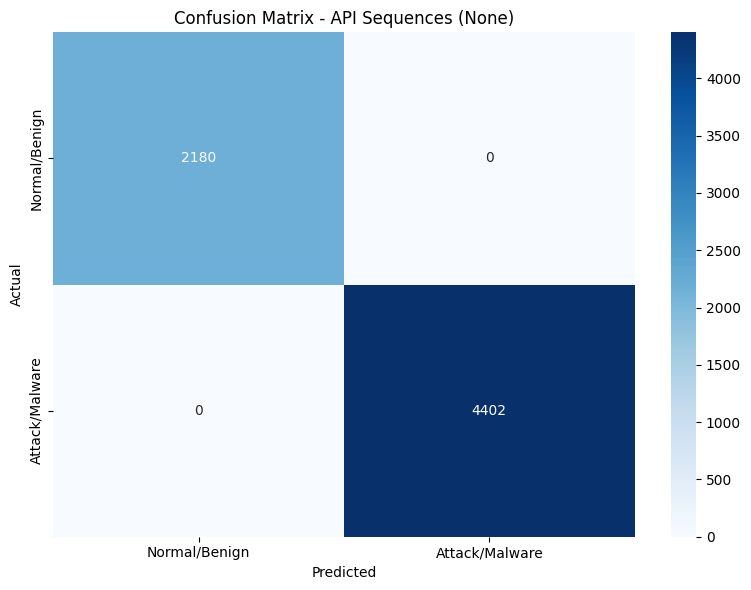 Confusion Matrix - API Sequences (None)
Actual
Normal/Benign
Attack/Malware
2180
0
0
4402
Normal/Benign
Attack/Malware
Predicted
4000
3500
3000
2500
2000
1500
1000
500
0